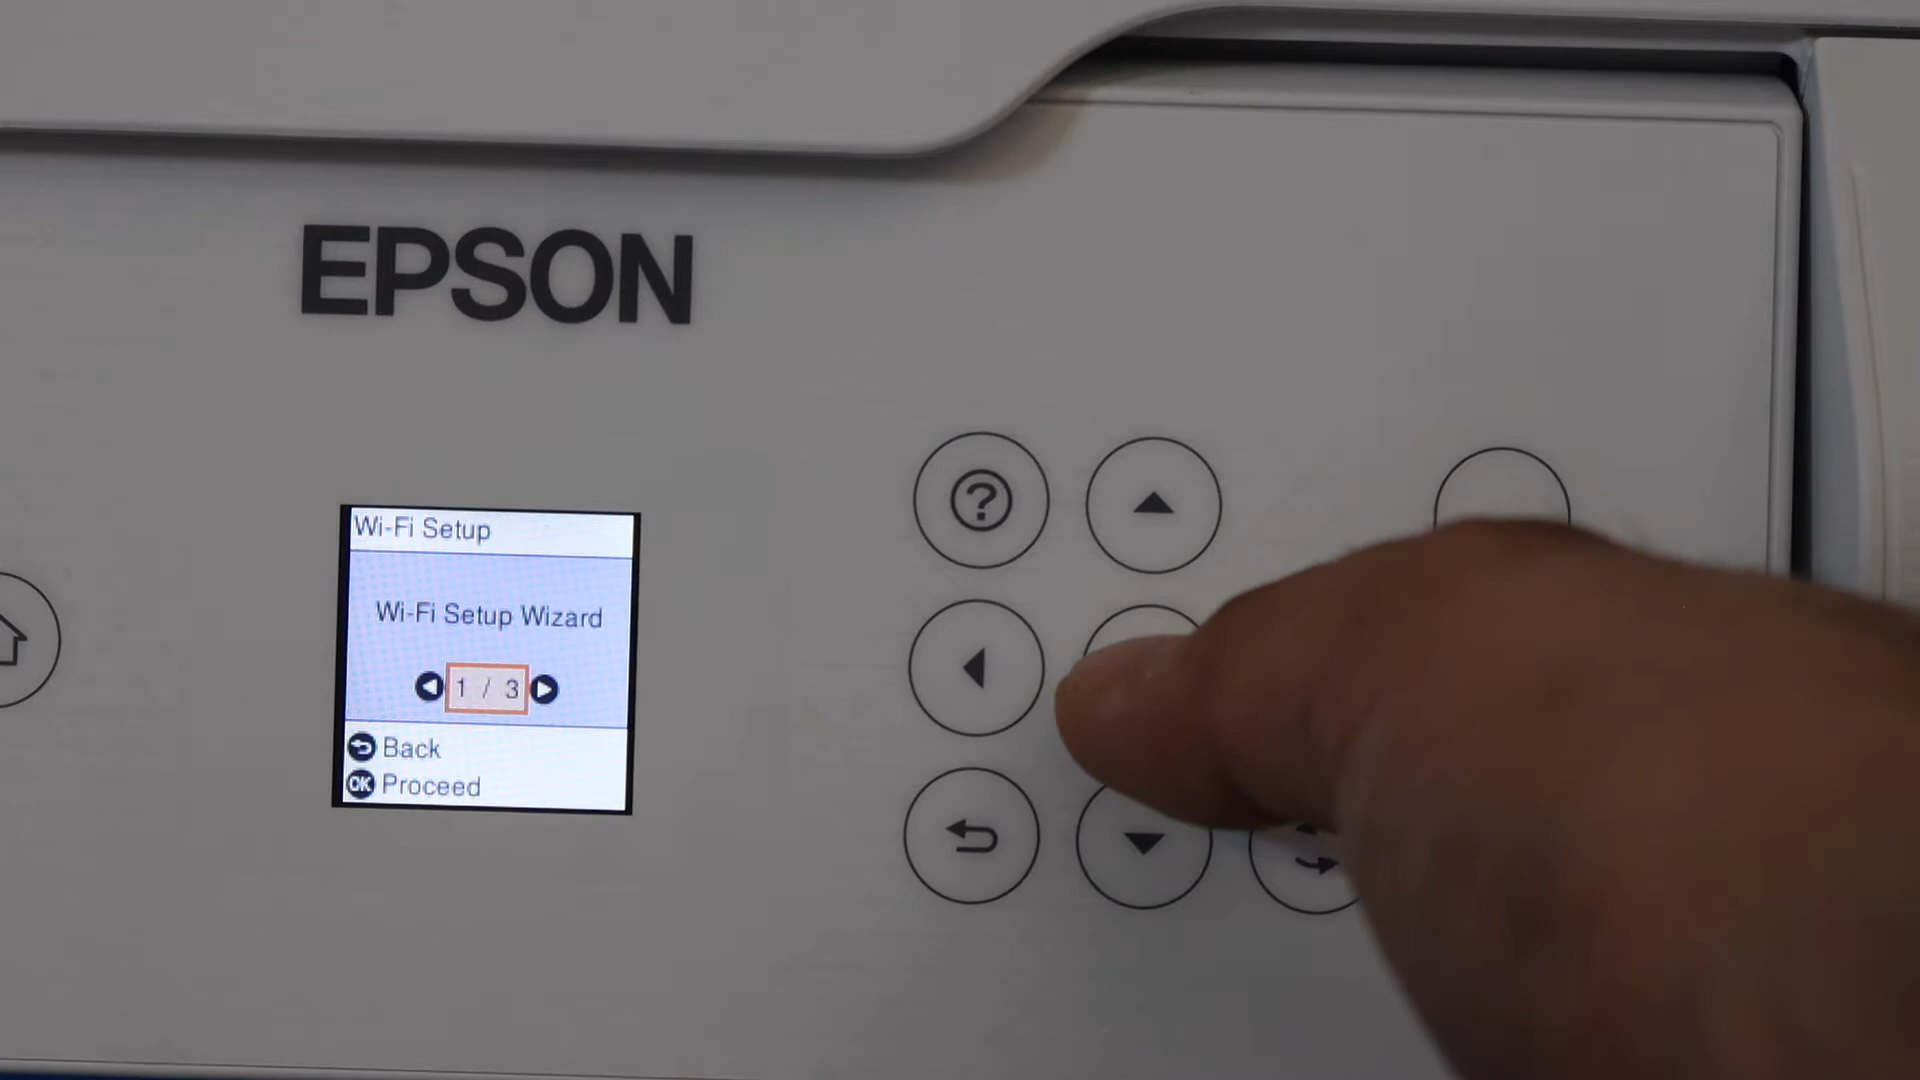 EPSON
Wi-Fi Setup
Wi-Fi Setup Wizard
1 / 3
Back
OK Proceed
?